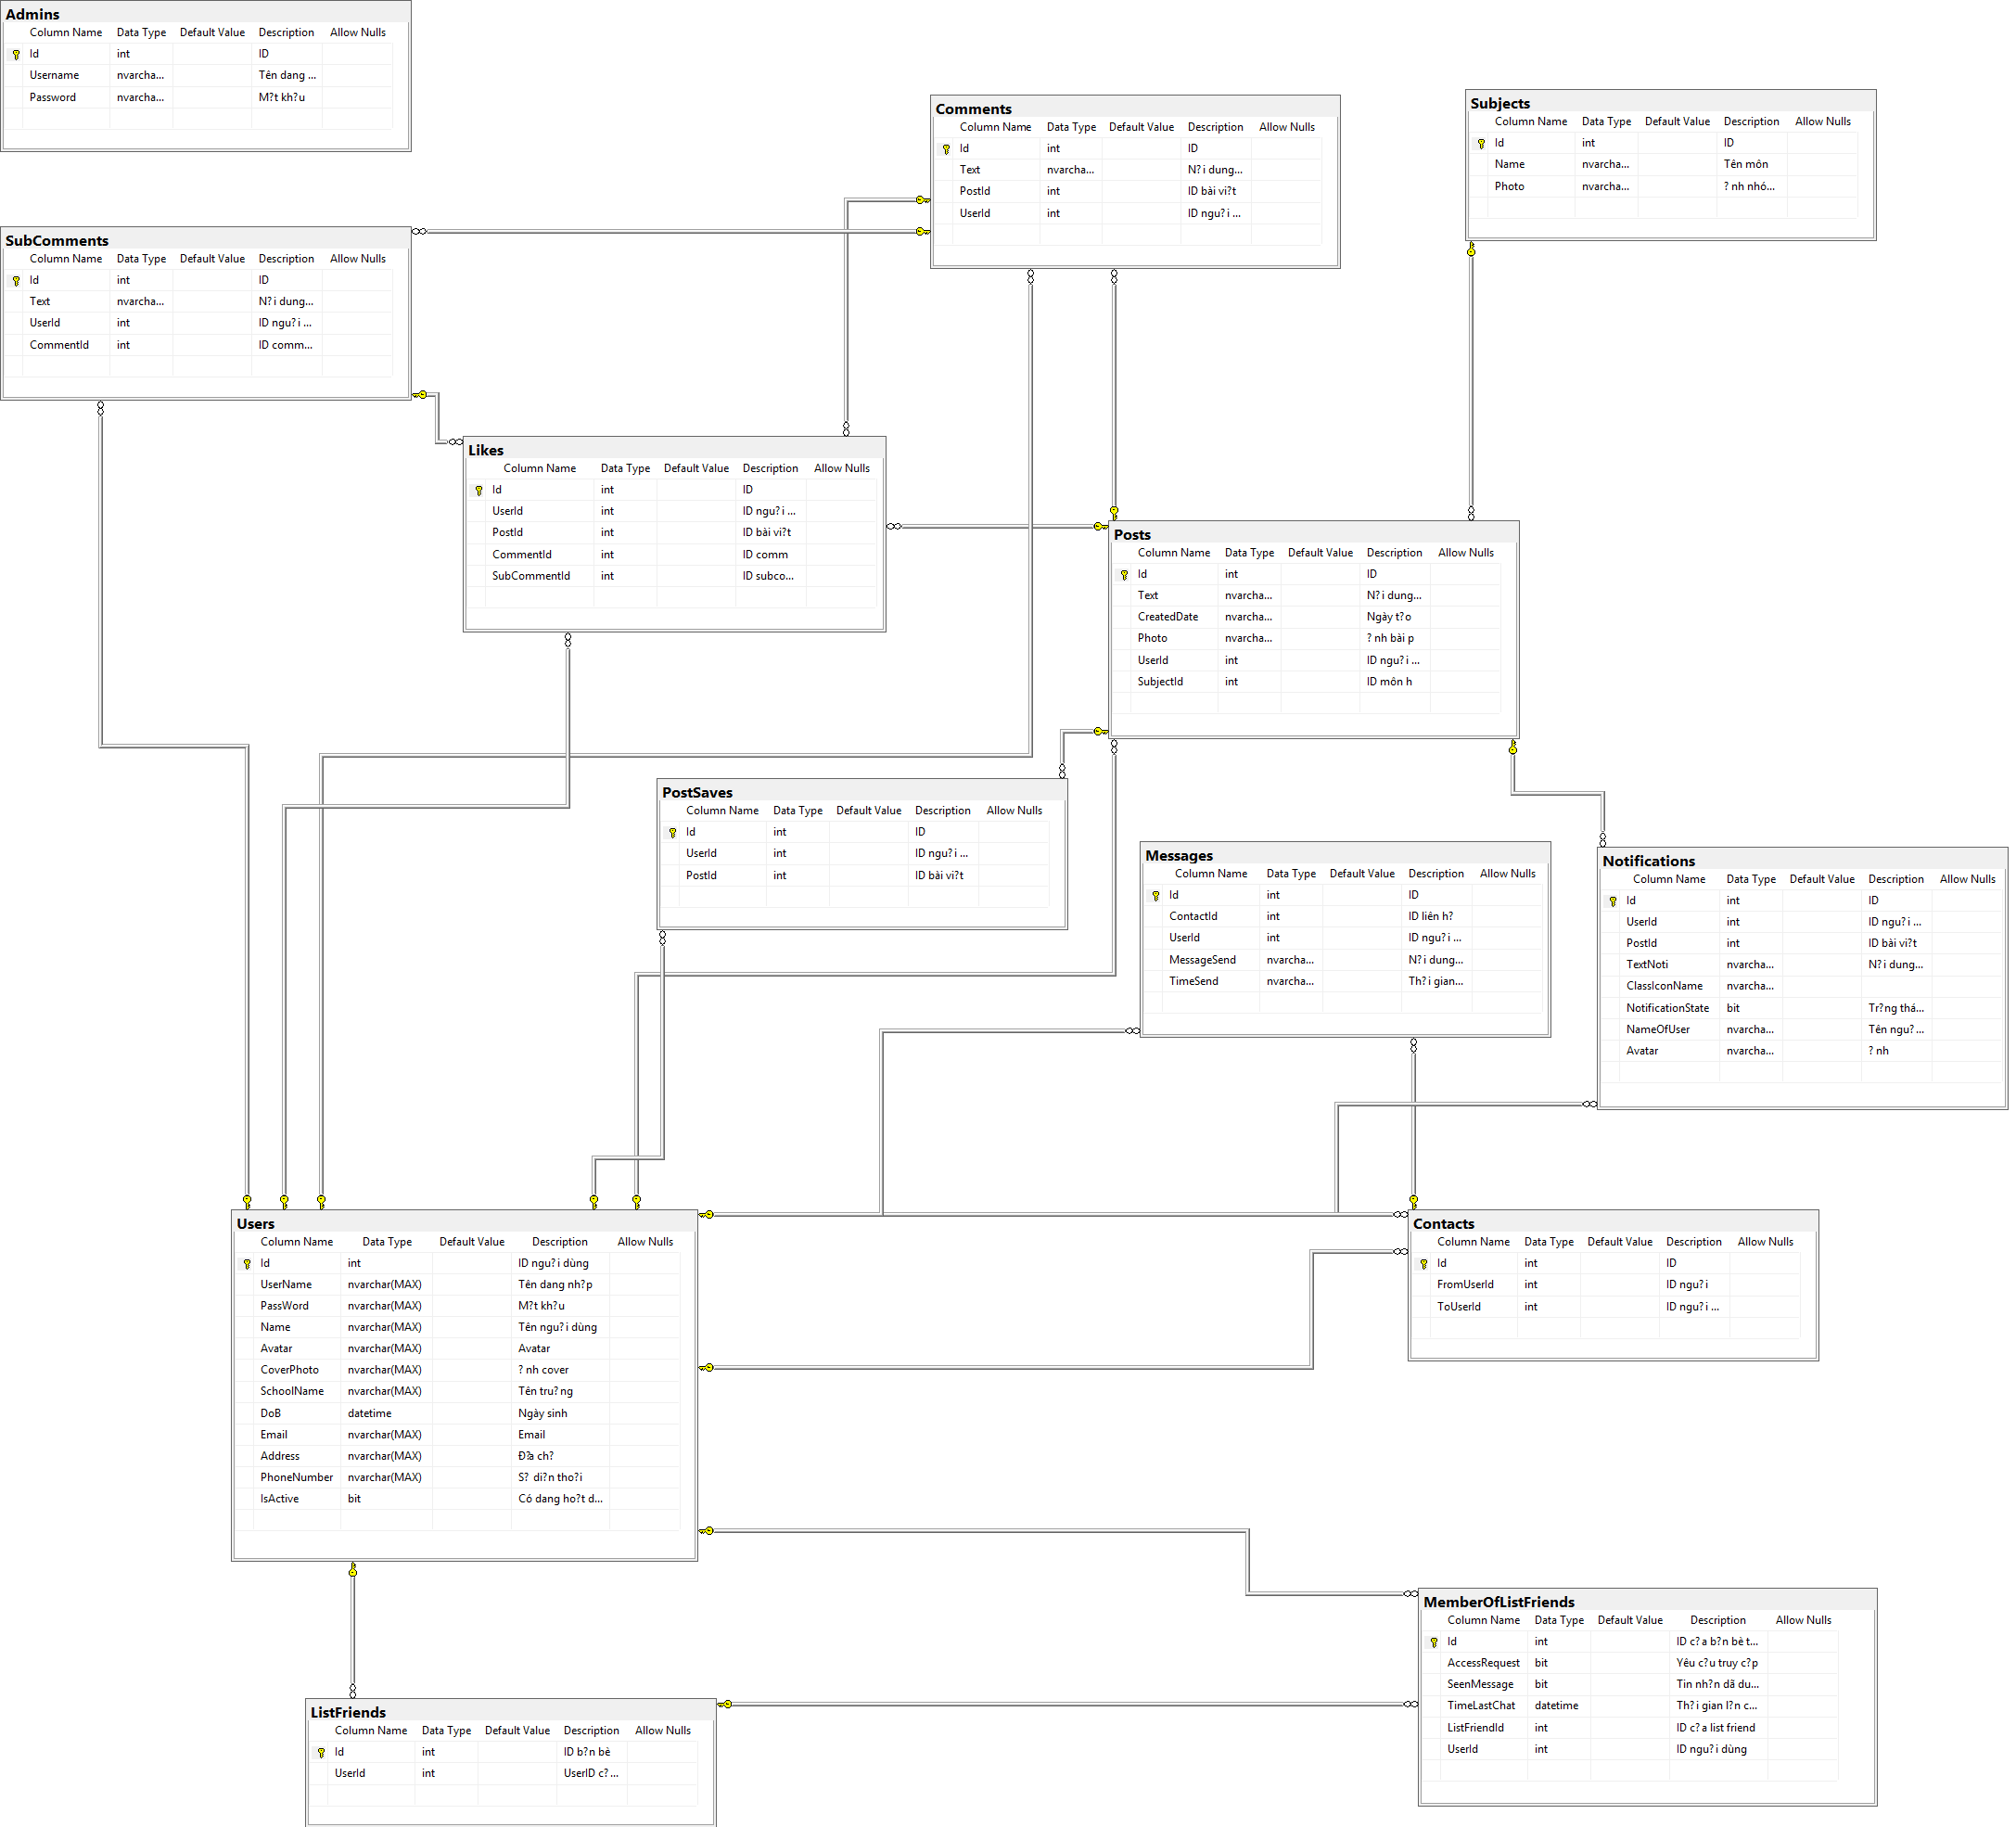 Admins
Column Name Data Type Default Value Description Allow Nulls
Id int ID
Username nvarcha... Tên dang ...
Password nvarcha... M?t kh?u
Comments
Column Name Data Type Default Value Description Allow Nulls
Id int ID
Text nvarcha... N?i dung...
PostId int ID bài vi?t
UserId int ID ngu?i ...
Subjects
Column Name Data Type Default Value Description Allow Nulls
Id int ID
Name nvarcha... Tên môn
Photo nvarcha... ?nh nhó...
SubComments
Column Name Data Type Default Value Description Allow Nulls
Id int ID
Text nvarcha... N?i dung...
UserId int ID ngu?i ...
CommentId int ID comm...
Likes
Column Name Data Type Default Value Description Allow Nulls
Id int ID
UserId int ID ngu?i ...
PostId int ID bài vi?t
CommentId int ID comm
SubCommentId int ID subco...
Posts
Column Name Data Type Default Value Description Allow Nulls
Id int ID
Text nvarcha... N?i dung...
CreatedDate nvarcha... Ngày t?o
Photo nvarcha... ?nh bài p
UserId int ID ngu?i ...
SubjectId int ID môn h
PostSaves
Column Name Data Type Default Value Description Allow Nulls
Id int ID
UserId int ID ngu?i ...
PostId int ID bài vi?t
Messages
Column Name Data Type Default Value Description Allow Nulls
Id int ID
ContactId int ID liên h?
UserId int ID ngu?i ...
MessageSend nvarcha... N?i dung...
TimeSend nvarcha... Th?i gian...
Notifications
Column Name Data Type Default Value Description Allow Nulls
Id int ID
UserId int ID ngu?i ...
PostId int ID bài vi?t
TextNoti nvarcha... N?i dung...
ClassIconName nvarcha...
NotificationState bit Tr?ng thá...
NameOfUser nvarcha... Tên ngu? ...
Avatar nvarcha... ?nh
Users
Column Name Data Type Default Value Description Allow Nulls
Id int ID ngu?i dùng
UserName nvarchar(MAX) Tên dang nh?p
PassWord nvarchar(MAX) M?t kh?u
Name nvarchar(MAX) Tên ngu?i dùng
Avatar nvarchar(MAX) Avatar
CoverPhoto nvarchar(MAX) ?nh cover
SchoolName nvarchar(MAX) Tên tru?ng
DoB datetime Ngày sinh
Email nvarchar(MAX) Email
Address nvarchar(MAX) Ð?a ch?
PhoneNumber nvarchar(MAX) S? di?n tho?i
IsActive bit Có dang ho?t d...
Contacts
Column Name Data Type Default Value Description Allow Nulls
Id int ID
FromUserId int ID ngu?i
ToUserId int ID ngu?i ...
MemberOfListFriends
Column Name Data Type Default Value Description Allow Nulls
Id int ID c?a b?n bè t...
AccessRequest bit Yêu c?u truy c?p
SeenMessage bit Tin nh?n dã du...
TimeLastChat datetime Th?i gian l?n c...
ListFriendId int ID c?a list friend
UserId int ID ngu?i dùng
ListFriends
Column Name Data Type Default Value Description Allow Nulls
Id int ID b?n bè
UserId int UserID c? ...